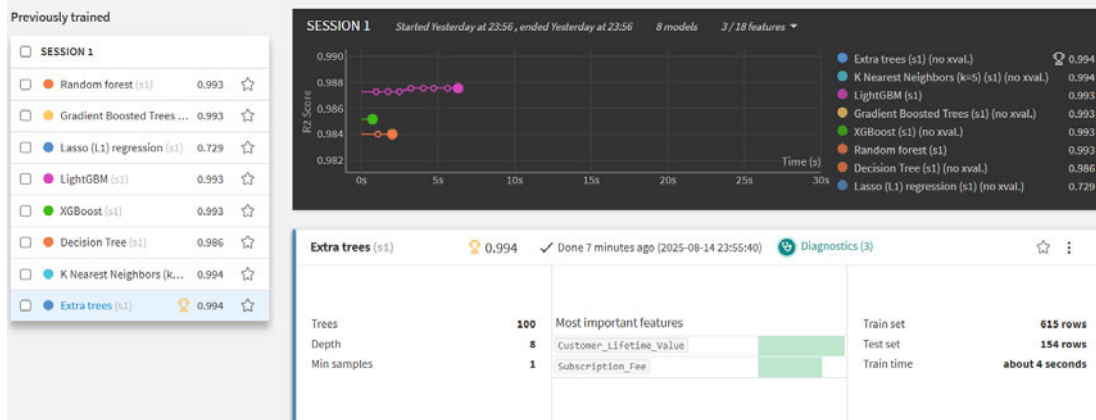 Previously trained
SESSION 1
Random forest (s1) 0.993
Gradient Boosted Trees ... 0.993
Lasso (L1) regression (s1) 0.729
LightGBM (s1) 0.993
XGBoost (s1) 0.993
Decision Tree (s1) 0.986
K Nearest Neighbors (k... 0.994
Extra trees (s1) 0.994
SESSION 1 Started Yesterday at 23:56 , ended Yesterday at 23:56 8 models 3 / 18 features
R2 Score
0.990
0.988
0.986
0.984
0.982
0s 5s 10s 15s 20s 25s 30s
Time (s)
Extra trees (s1) (no xval.) 0.994
K Nearest Neighbors (k=5) (s1) (no xval.) 0.994
LightGBM (s1) 0.993
Gradient Boosted Trees (s1) (no xval.) 0.993
XGBoost (s1) (no xval.) 0.993
Random forest (s1) 0.993
Decision Tree (s1) (no xval.) 0.986
Lasso (L1) regression (s1) (no xval.) 0.729
Extra trees (s1) 0.994 Done 7 minutes ago (2025-08-14 23:55:40) Diagnostics (3)
Trees 100
Depth 8
Min samples 1
Most important features
Customer_Lifetime_Value
Subscription_Fee
Train set 615 rows
Test set 154 rows
Train time about 4 seconds